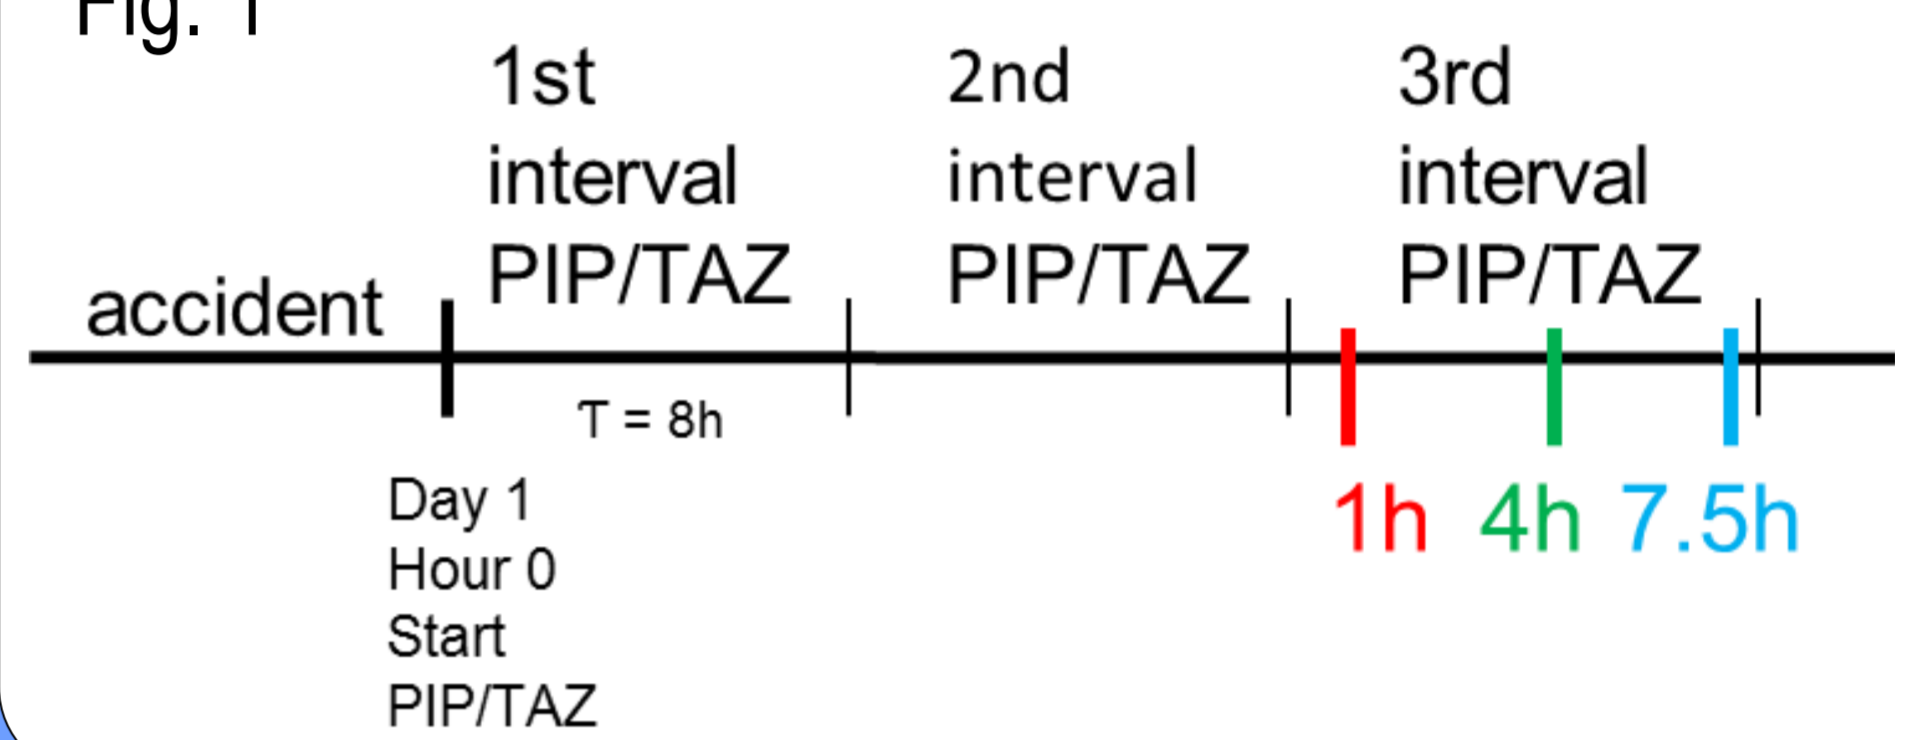 Fig. 1
1st
interval
PIP/TAZ
2nd
interval
PIP/TAZ
3rd
interval
PIP/TAZ
accident
T = 8h
Day 1
Hour 0
Start
PIP/TAZ
1h
4h
7.5h